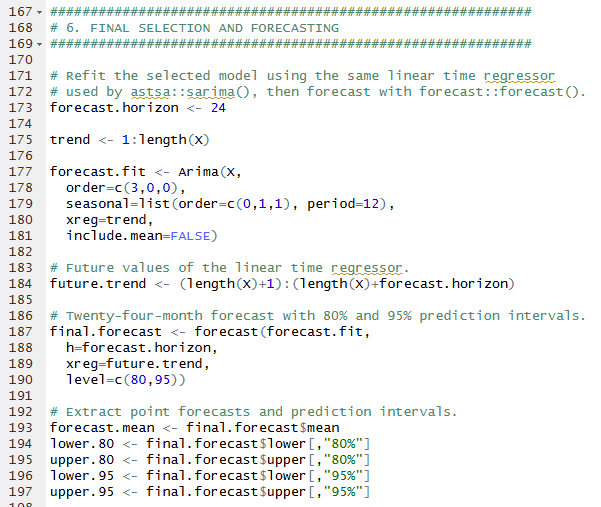 167 ############################################################
168 # 6. FINAL SELECTION AND FORECASTING
169 ############################################################
170
171 # Refit the selected model using the same linear time regressor
172 # used by astsa::sarima(), then forecast with forecast::forecast().
173 forecast.horizon <- 24
174
175 trend <- 1:length(X)
176
177 forecast.fit <- Arima(X,
178   order=c(3,0,0),
179   seasonal=list(order=c(0,1,1), period=12),
180   xreg=trend,
181   include.mean=FALSE)
182
183 # Future values of the linear time regressor.
184 future.trend <- (length(X)+1):(length(X)+forecast.horizon)
185
186 # Twenty-four-month forecast with 80% and 95% prediction intervals.
187 final.forecast <- forecast(forecast.fit,
188   h=forecast.horizon,
189   xreg=future.trend,
190   level=c(80,95))
191
192 # Extract point forecasts and prediction intervals.
193 forecast.mean <- final.forecast$mean
194 lower.80 <- final.forecast$lower[,"80%"]
195 upper.80 <- final.forecast$upper[,"80%"]
196 lower.95 <- final.forecast$lower[,"95%"]
197 upper.95 <- final.forecast$upper[,"95%"]